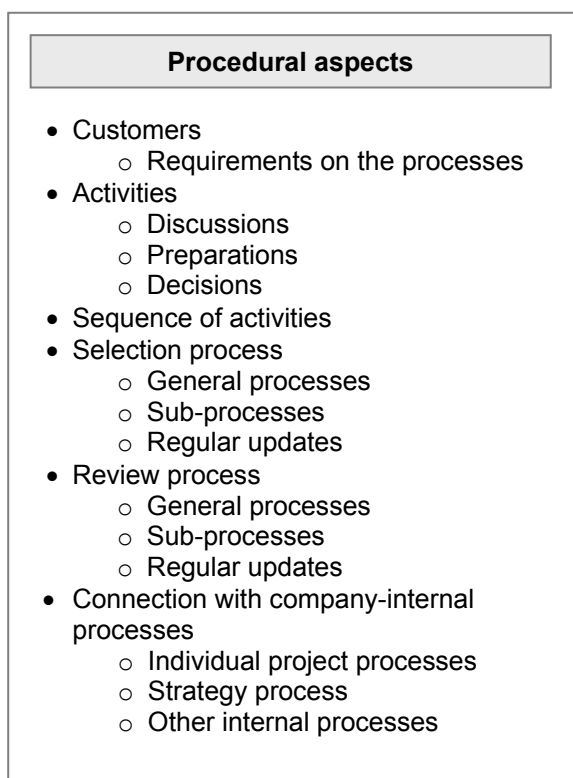 Procedural aspects
• Customers
o Requirements on the processes
• Activities
o Discussions
o Preparations
o Decisions
• Sequence of activities
• Selection process
o General processes
o Sub-processes
o Regular updates
• Review process
o General processes
o Sub-processes
o Regular updates
• Connection with company-internal
processes
o Individual project processes
o Strategy process
o Other internal processes